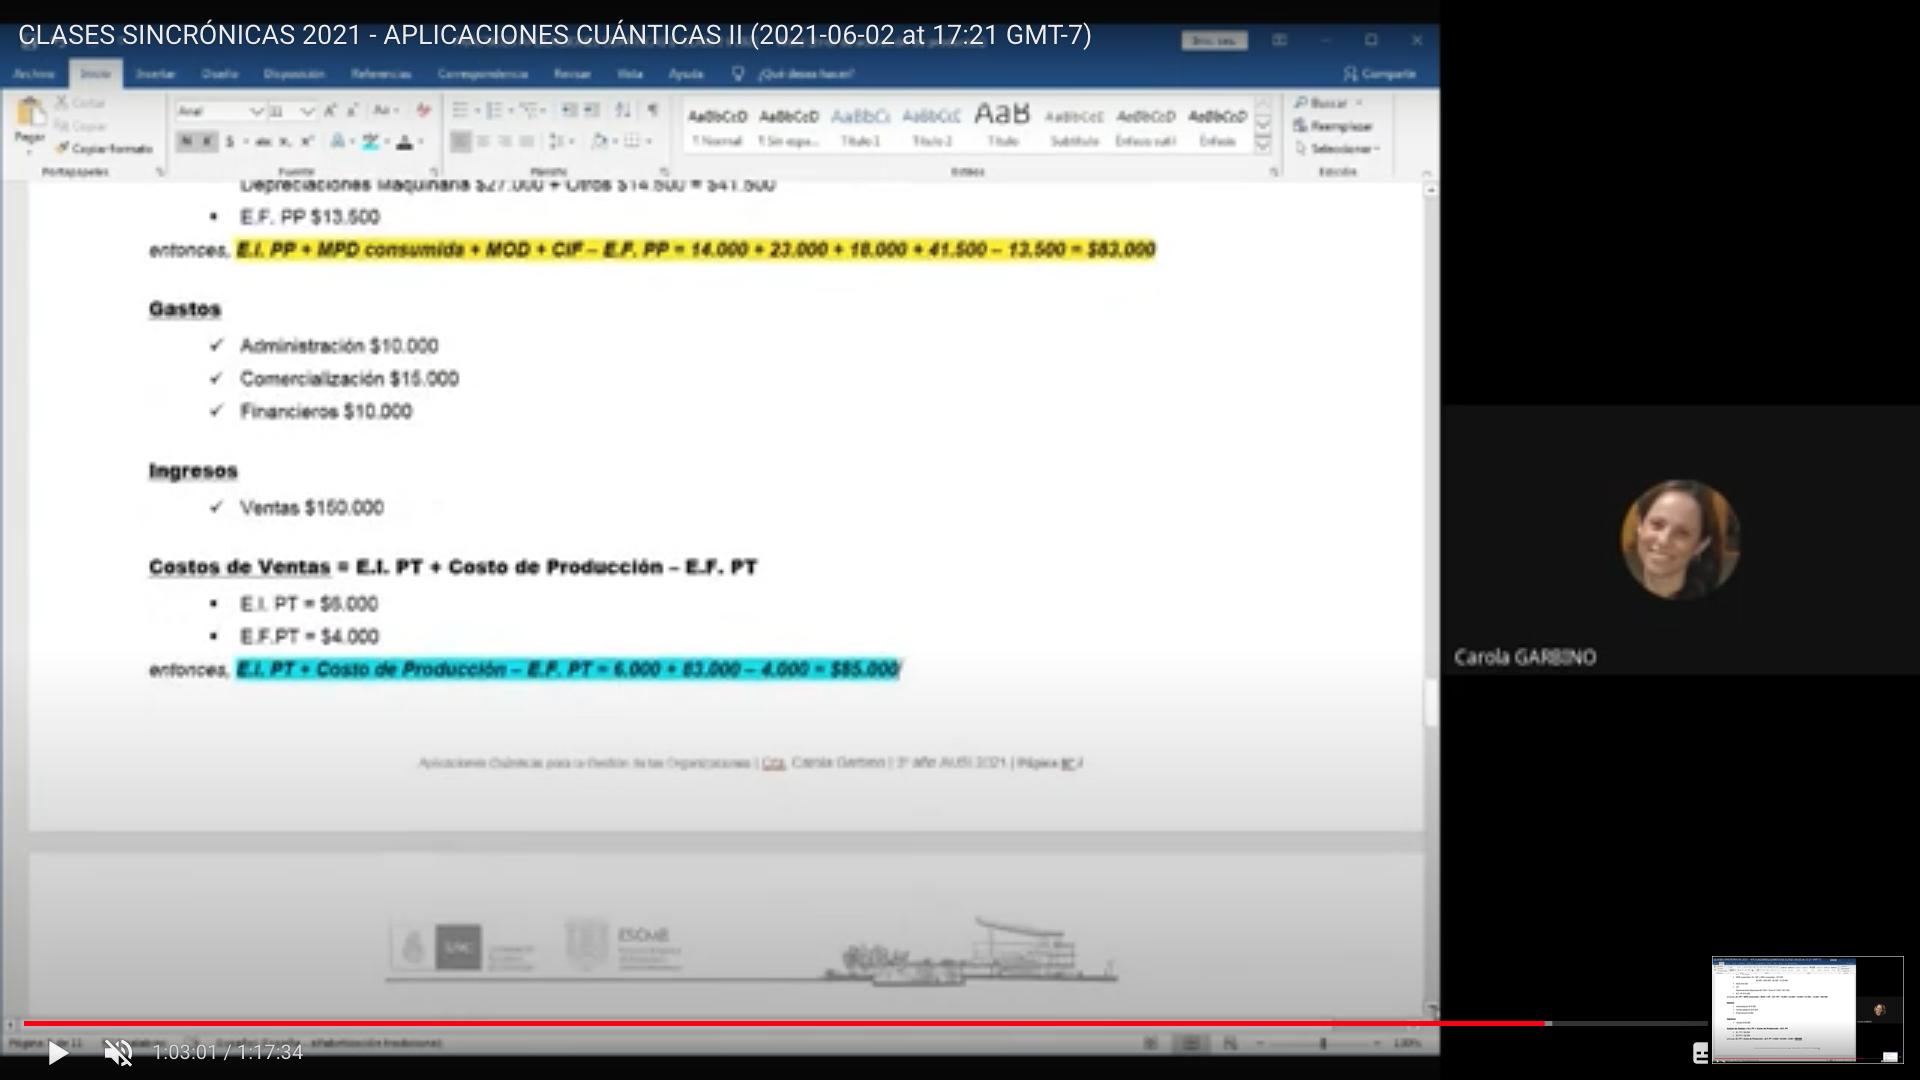 CLASES SINCRÓNICAS 2021 - APLICACIONES CUÁNTICAS II (2021-06-02 at 17:21 GMT-7)
Archivo Inicio Insertar Diseño Disposición Referencias Correspondencia Revisar Vista Ayuda ¿Qué desea hacer? Compartir
Cortar
Copiar
Pegar
Copiar formato
Portapapeles
Arial 11
Fuente
Párrafo
AaBbCcD AaBbCcD AaBbCc AaBbCcC AaB AaBbCcC AaBbCcD AaBbCcD
1 Normal 1 Sin espa... Título 1 Título 2 Título Subtítulo Énfasis sutil Énfasis
Estilos
Buscar
Reemplazar
Seleccionar
Edición
Depreciaciones Maquinaria $27.000 + Otros $14.500 = $41.500
▪ E.F. PP $13.500
entonces, E.I. PP + MPD consumida + MOD + CIF – E.F. PP = 14.000 + 23.000 + 18.000 + 41.500 – 13.500 = $83.000
Gastos
✓ Administración $10.000
✓ Comercialización $15.000
✓ Financieros $10.000
Ingresos
✓ Ventas $150.000
Costos de Ventas = E.I. PT + Costo de Producción – E.F. PT
▪ E.I. PT = $6.000
▪ E.F.PT = $4.000
entonces, E.I. PT + Costo de Producción – E.F. PT = 6.000 + 83.000 – 4.000 = $85.000
Aplicaciones Cuánticas para la Gestión de las Organizaciones | Cra. Carola Garbino | 3° año AUSI 2021 | Página
Carola GARBINO
1:03:01 / 1:17:34